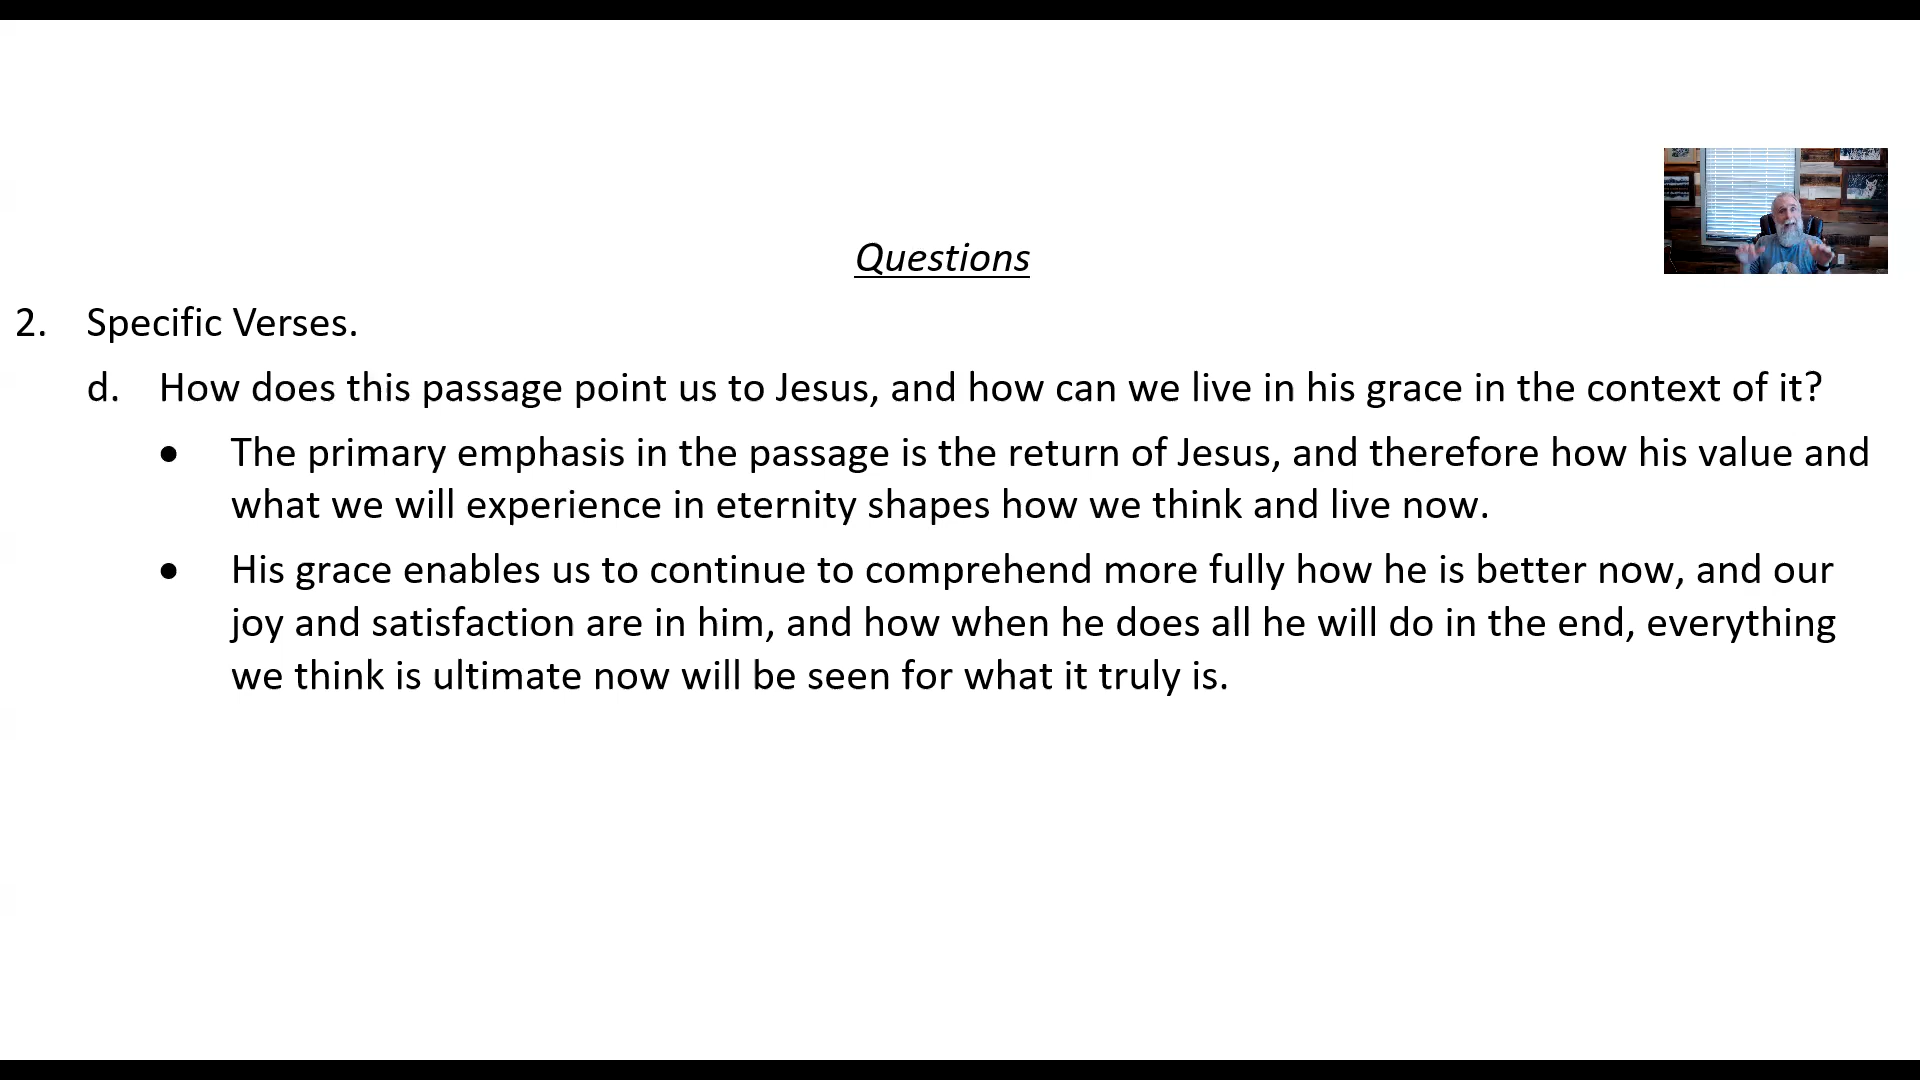 Questions
2. Specific Verses.
d. How does this passage point us to Jesus, and how can we live in his grace in the context of it?
• The primary emphasis in the passage is the return of Jesus, and therefore how his value and
what we will experience in eternity shapes how we think and live now.
• His grace enables us to continue to comprehend more fully how he is better now, and our
joy and satisfaction are in him, and how when he does all he will do in the end, everything
we think is ultimate now will be seen for what it truly is.